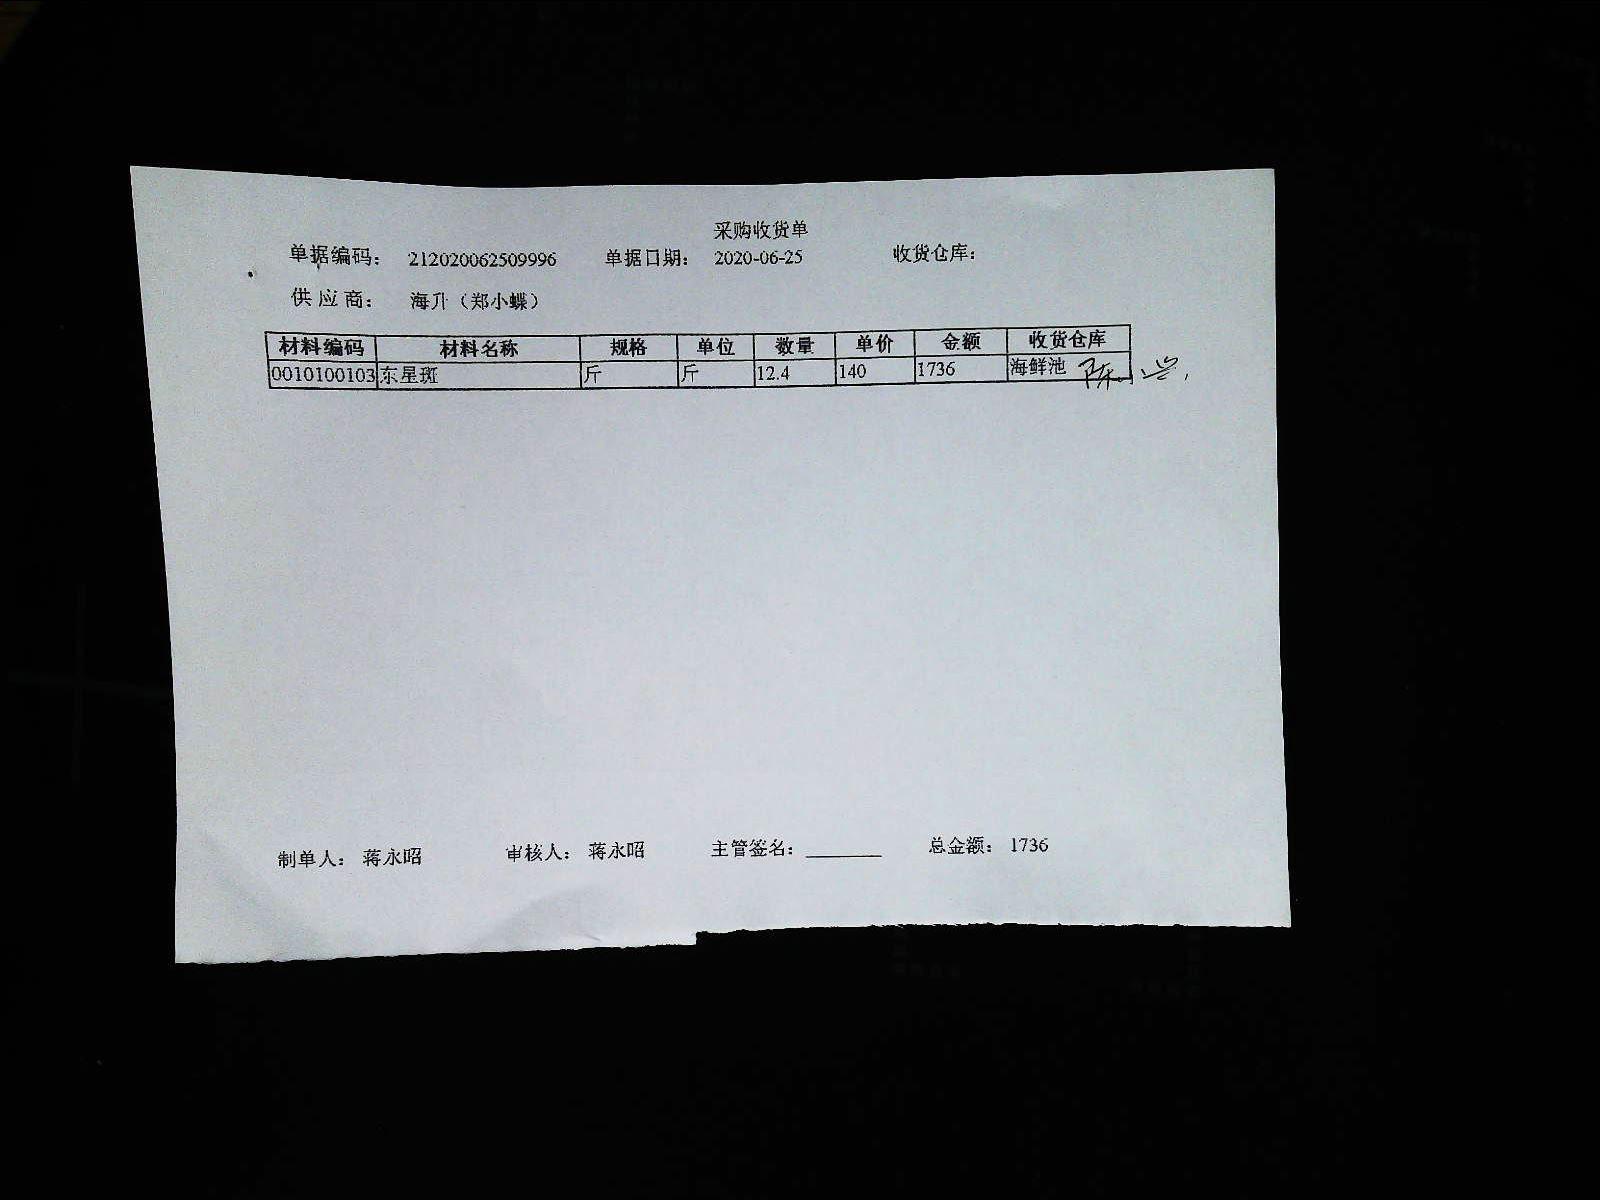 采购收货单
单据编码： 212020062509996 单据日期： 2020-06-25 收货仓库：
供应商： 海升（郑小蝶）
材料编码 材料名称 规格 单位 数量 单价 金额 收货仓库
0010100103 东星斑 斤 斤 12.4 140 1736 海鲜池
制单人： 蒋永昭 审核人： 蒋永昭 主管签名： 总金额： 1736